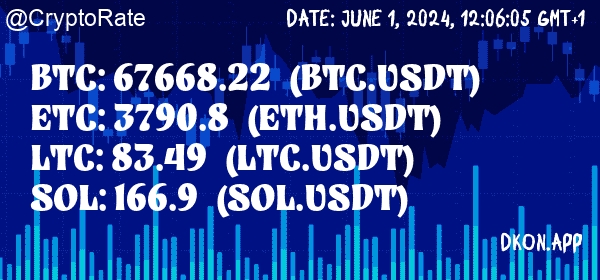 @CryptoRate
DATE: JUNE 1, 2024, 12:06:05 GMT+1
BTC: 67668.22 (BTC.USDT)
ETC: 3790.8 (ETH.USDT)
LTC: 83.49 (LTC.USDT)
SOL: 166.9 (SOL.USDT)
DKON.APP